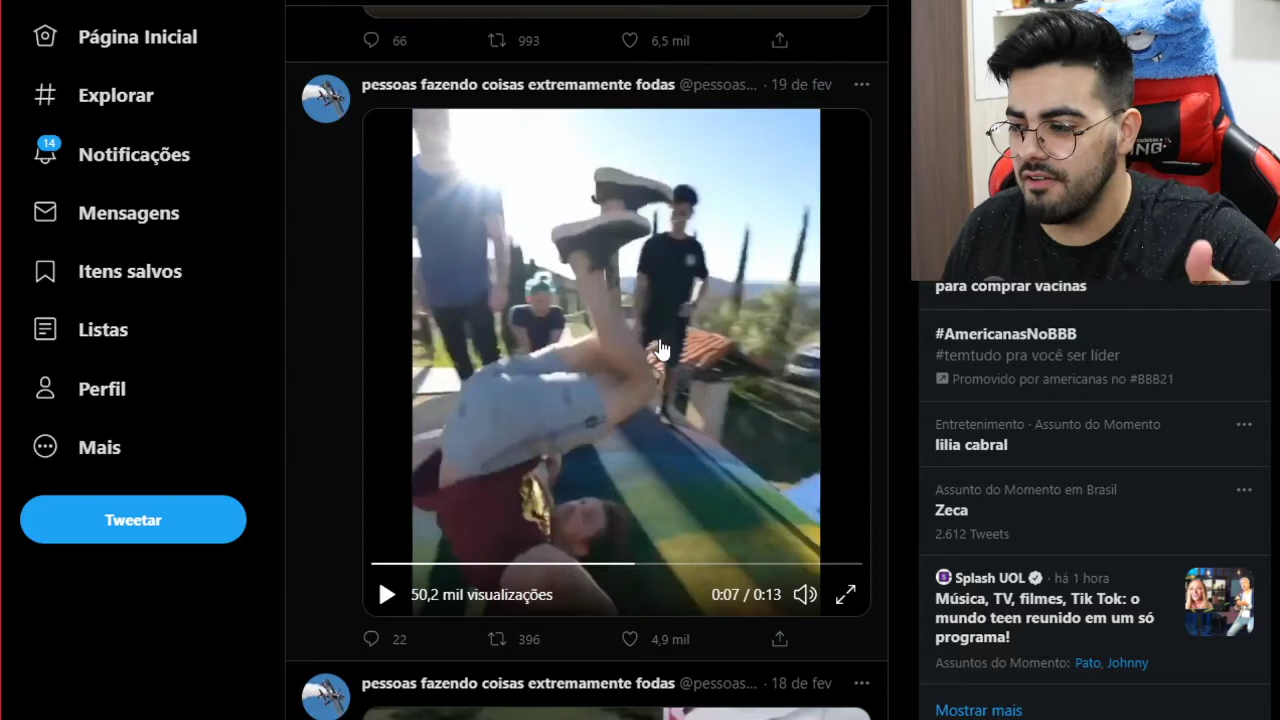 Página Inicial
Explorar
14
Notificações
Mensagens
Itens salvos
Listas
Perfil
Mais
Tweetar
66
993
6,5 mil
pessoas fazendo coisas extremamente fodas @pessoas... · 19 de fev
50,2 mil visualizações
0:07 / 0:13
22
396
4,9 mil
pessoas fazendo coisas extremamente fodas @pessoas... · 18 de fev
para comprar vacinas
#AmericanasNoBBB
#temtudo pra você ser líder
Promovido por americanas no #BBB21
Entretenimento · Assunto do Momento
lilia cabral
Assunto do Momento em Brasil
Zeca
2.612 Tweets
Splash UOL · há 1 hora
Música, TV, filmes, Tik Tok: o
mundo teen reunido em um só
programa!
Assuntos do Momento: Pato, Johnny
Mostrar mais